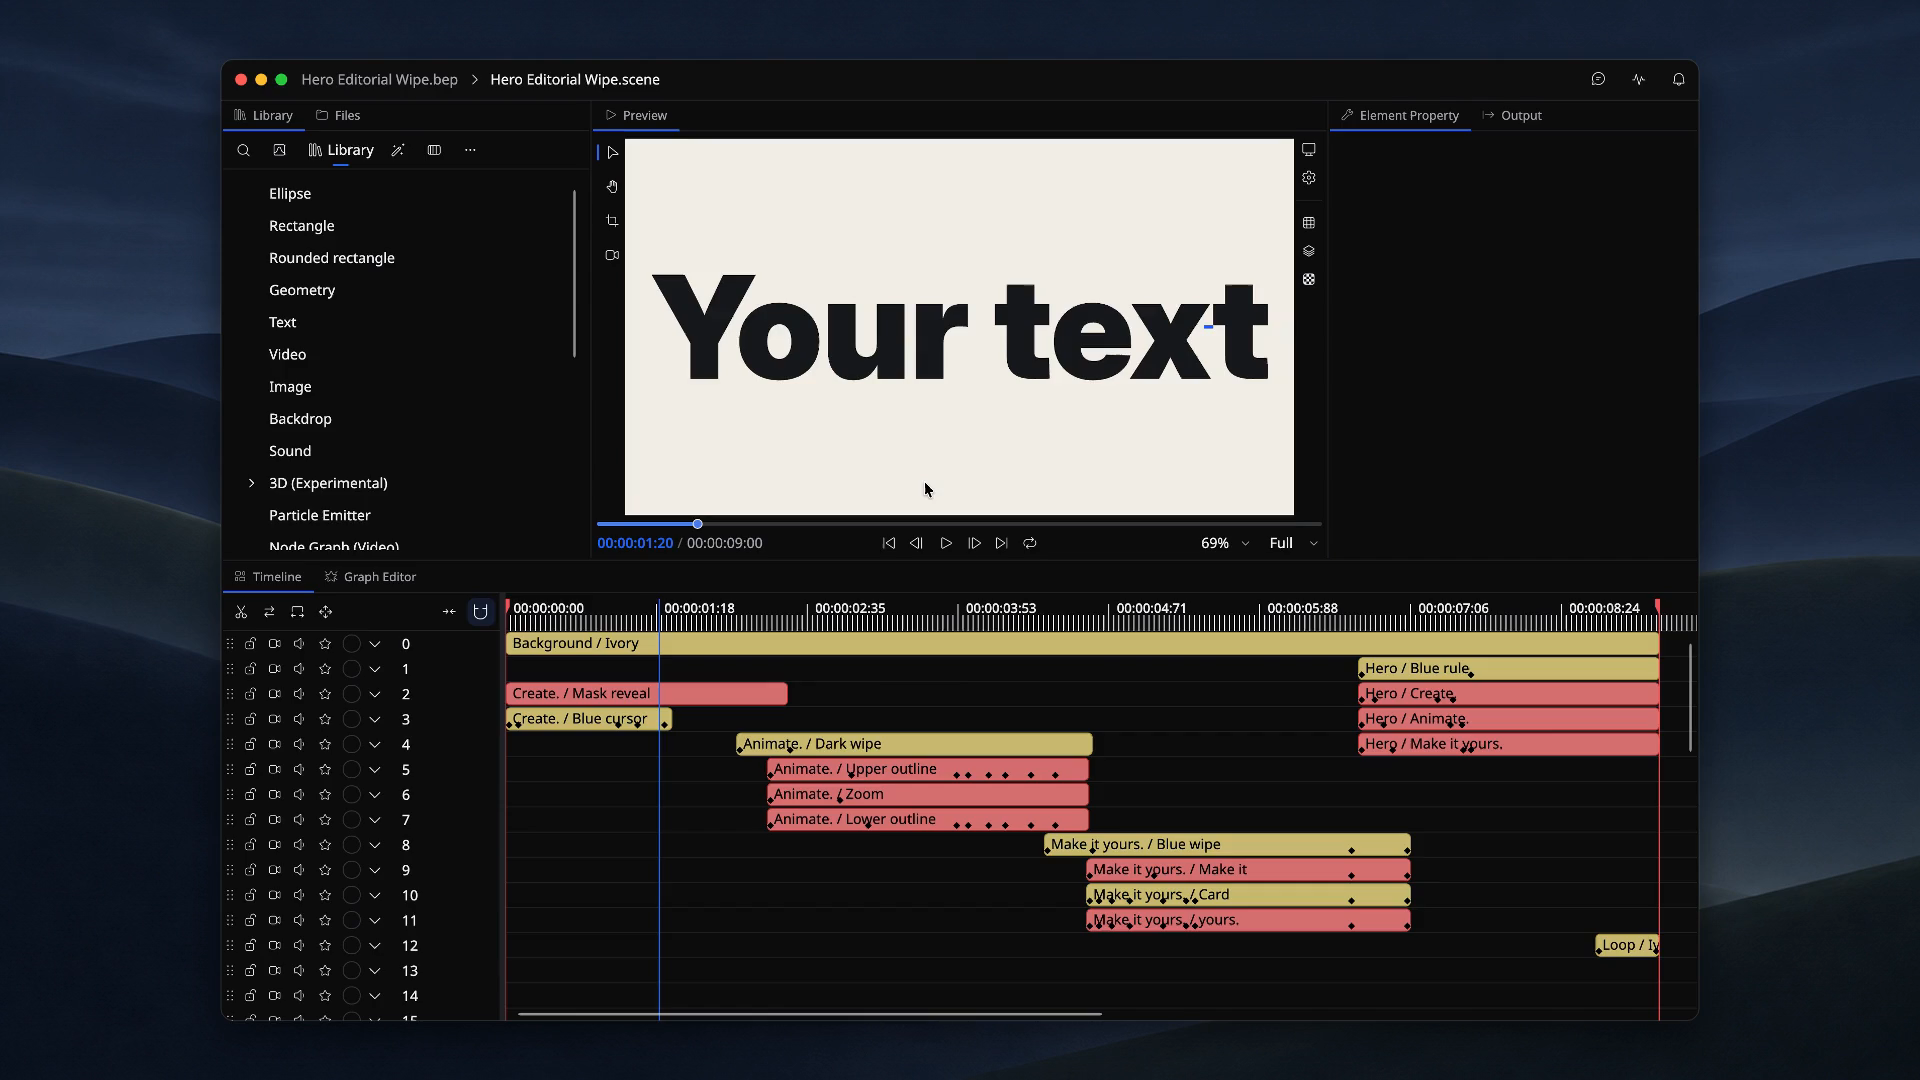 Hero Editorial Wipe.bep > Hero Editorial Wipe.scene
Library Files
Preview
Element Property Output
Library
Ellipse
Rectangle
Rounded rectangle
Geometry
Text
Video
Image
Backdrop
Sound
3D (Experimental)
Particle Emitter
Node Graph (Video)
Your text
00:00:01:20 / 00:00:09:00
69% Full
Timeline Graph Editor
00:00:00:00 00:00:01:18 00:00:02:35 00:00:03:53 00:00:04:71 00:00:05:88 00:00:07:06 00:00:08:24
0 Background / Ivory
1 Hero / Blue rule
2 Create. / Mask reveal Hero / Create.
3 Create. / Blue cursor Hero / Animate.
4 Animate. / Dark wipe Hero / Make it yours.
5 Animate. / Upper outline
6 Animate. / Zoom
7 Animate. / Lower outline
8 Make it yours. / Blue wipe
9 Make it yours. / Make it
10 Make it yours. / Card
11 Make it yours. / yours.
12 Loop /
13
14
15